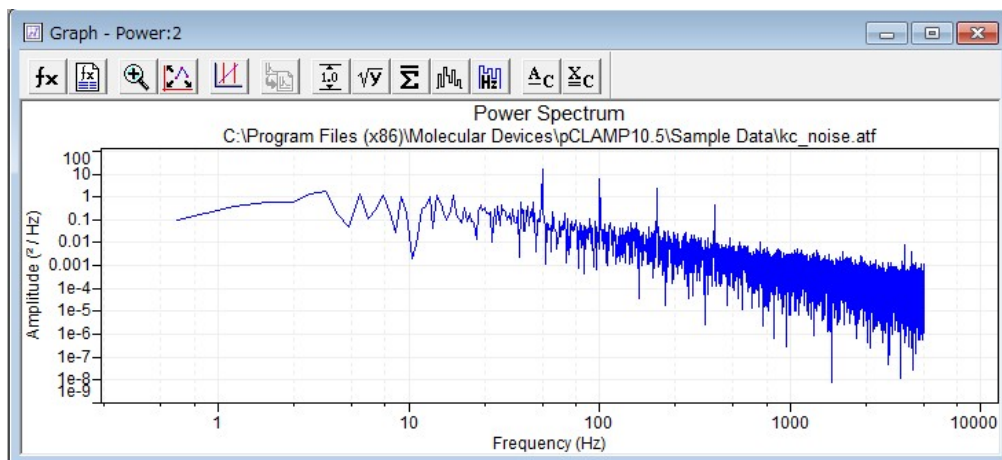 Graph - Power:2
fx fx 1.0 √y Σ Hz A C X C
Power Spectrum
C:\Program Files (x86)\Molecular Devices\pCLAMP10.5\Sample Data\kc_noise.atf
Amplitude (² / Hz)
100
10
1
0.1
0.01
0.001
1e-4
1e-5
1e-6
1e-7
1e-8
1e-9
1 10 100 1000 10000
Frequency (Hz)